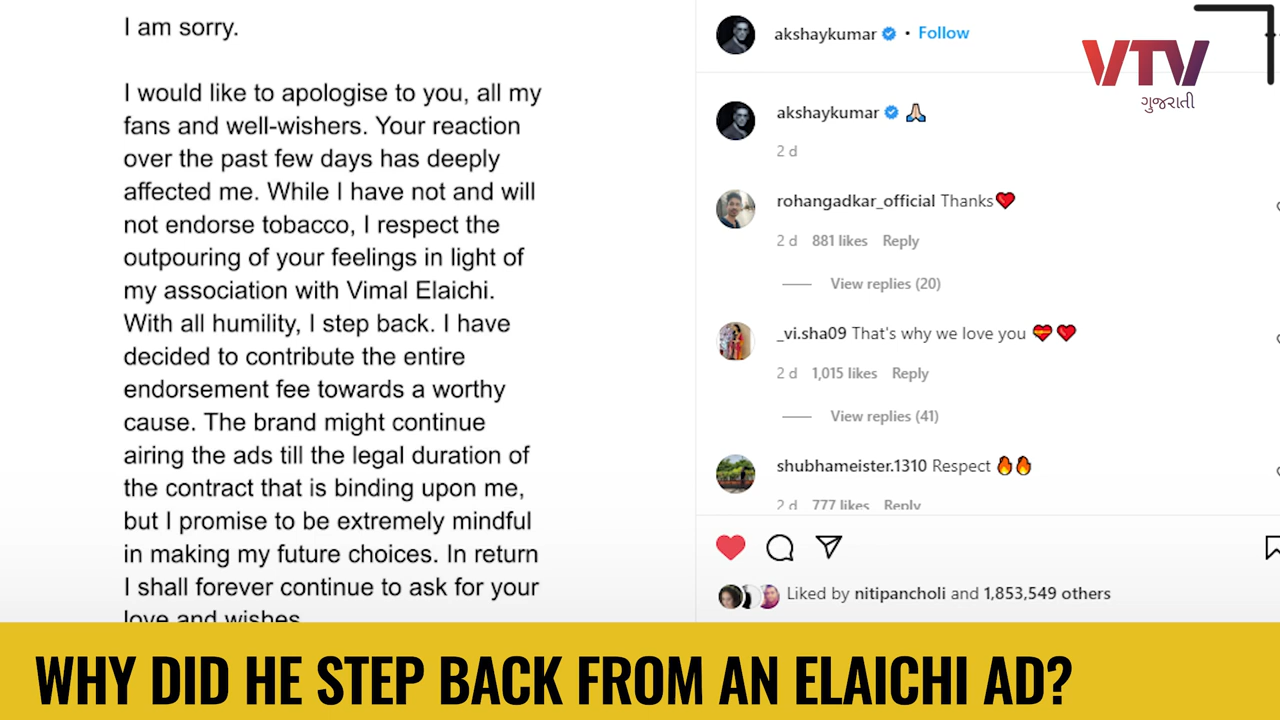 I am sorry.
I would like to apologise to you, all my
fans and well-wishers. Your reaction
over the past few days has deeply
affected me. While I have not and will
not endorse tobacco, I respect the
outpouring of your feelings in light of
my association with Vimal Elaichi.
With all humility, I step back. I have
decided to contribute the entire
endorsement fee towards a worthy
cause. The brand might continue
airing the ads till the legal duration of
the contract that is binding upon me,
but I promise to be extremely mindful
in making my future choices. In return
I shall forever continue to ask for your
love and wishes
akshaykumar • Follow
VTV
ગુજરાતી
akshaykumar 🙏🏻
2 d
rohangadkar_official Thanks❤️
2 d 881 likes Reply
View replies (20)
_vi.sha09 That's why we love you 💝❤️
2 d 1,015 likes Reply
View replies (41)
shubhameister.1310 Respect 🔥🔥
2 d 777 likes Reply
Liked by nitipancholi and 1,853,549 others
WHY DID HE STEP BACK FROM AN ELAICHI AD?